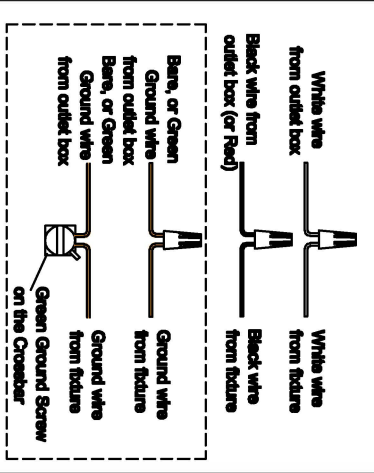 White wire
from outlet box
White wire
from fixture
Black wire from
outlet box (or Red)
Black wire
from fixture
Bare, or Green
Ground wire
from outlet box
Ground wire
from fixture
Bare, or Green
Ground wire
from outlet box
Ground wire
from fixture
Green Ground Screw
on the Crossbar